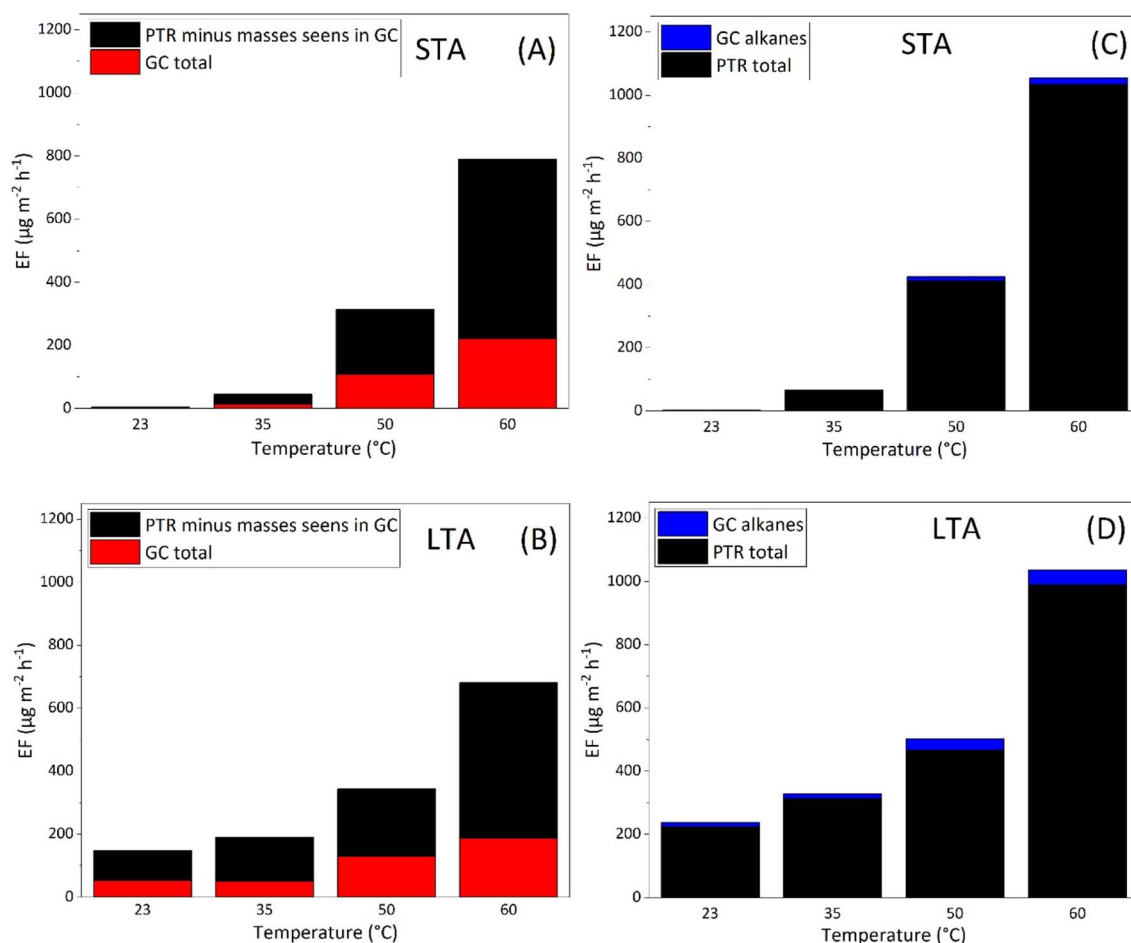 PTR minus masses seens in GC
GC total
STA (A)
1200
1000
800
600
400
200
0
EF (µg m⁻² h⁻¹)
23 35 50 60
Temperature (°C)
GC alkanes
PTR total
STA (C)
1200
1000
800
600
400
200
0
EF (µg m⁻² h⁻¹)
23 35 50 60
Temperature (°C)
PTR minus masses seens in GC
GC total
LTA (B)
1200
1000
800
600
400
200
0
EF (µg m⁻² h⁻¹)
23 35 50 60
Temperature (°C)
GC alkanes
PTR total
LTA (D)
1200
1000
800
600
400
200
0
EF (µg m⁻² h⁻¹)
23 35 50 60
Temperature (°C)